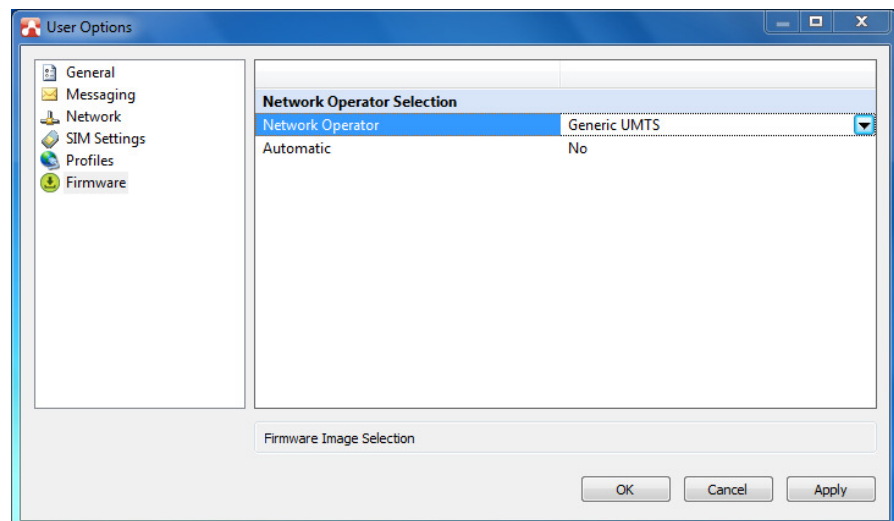 User Options
General
Messaging
Network
SIM Settings
Profiles
Firmware
Network Operator Selection
Network Operator Generic UMTS
Automatic No
Firmware Image Selection
OK Cancel Apply